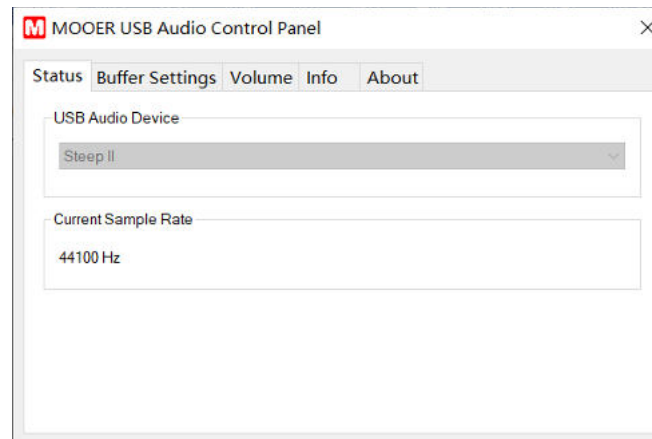 M MOOER USB Audio Control Panel
Status Buffer Settings Volume Info About
USB Audio Device
Steep II
Current Sample Rate
44100 Hz